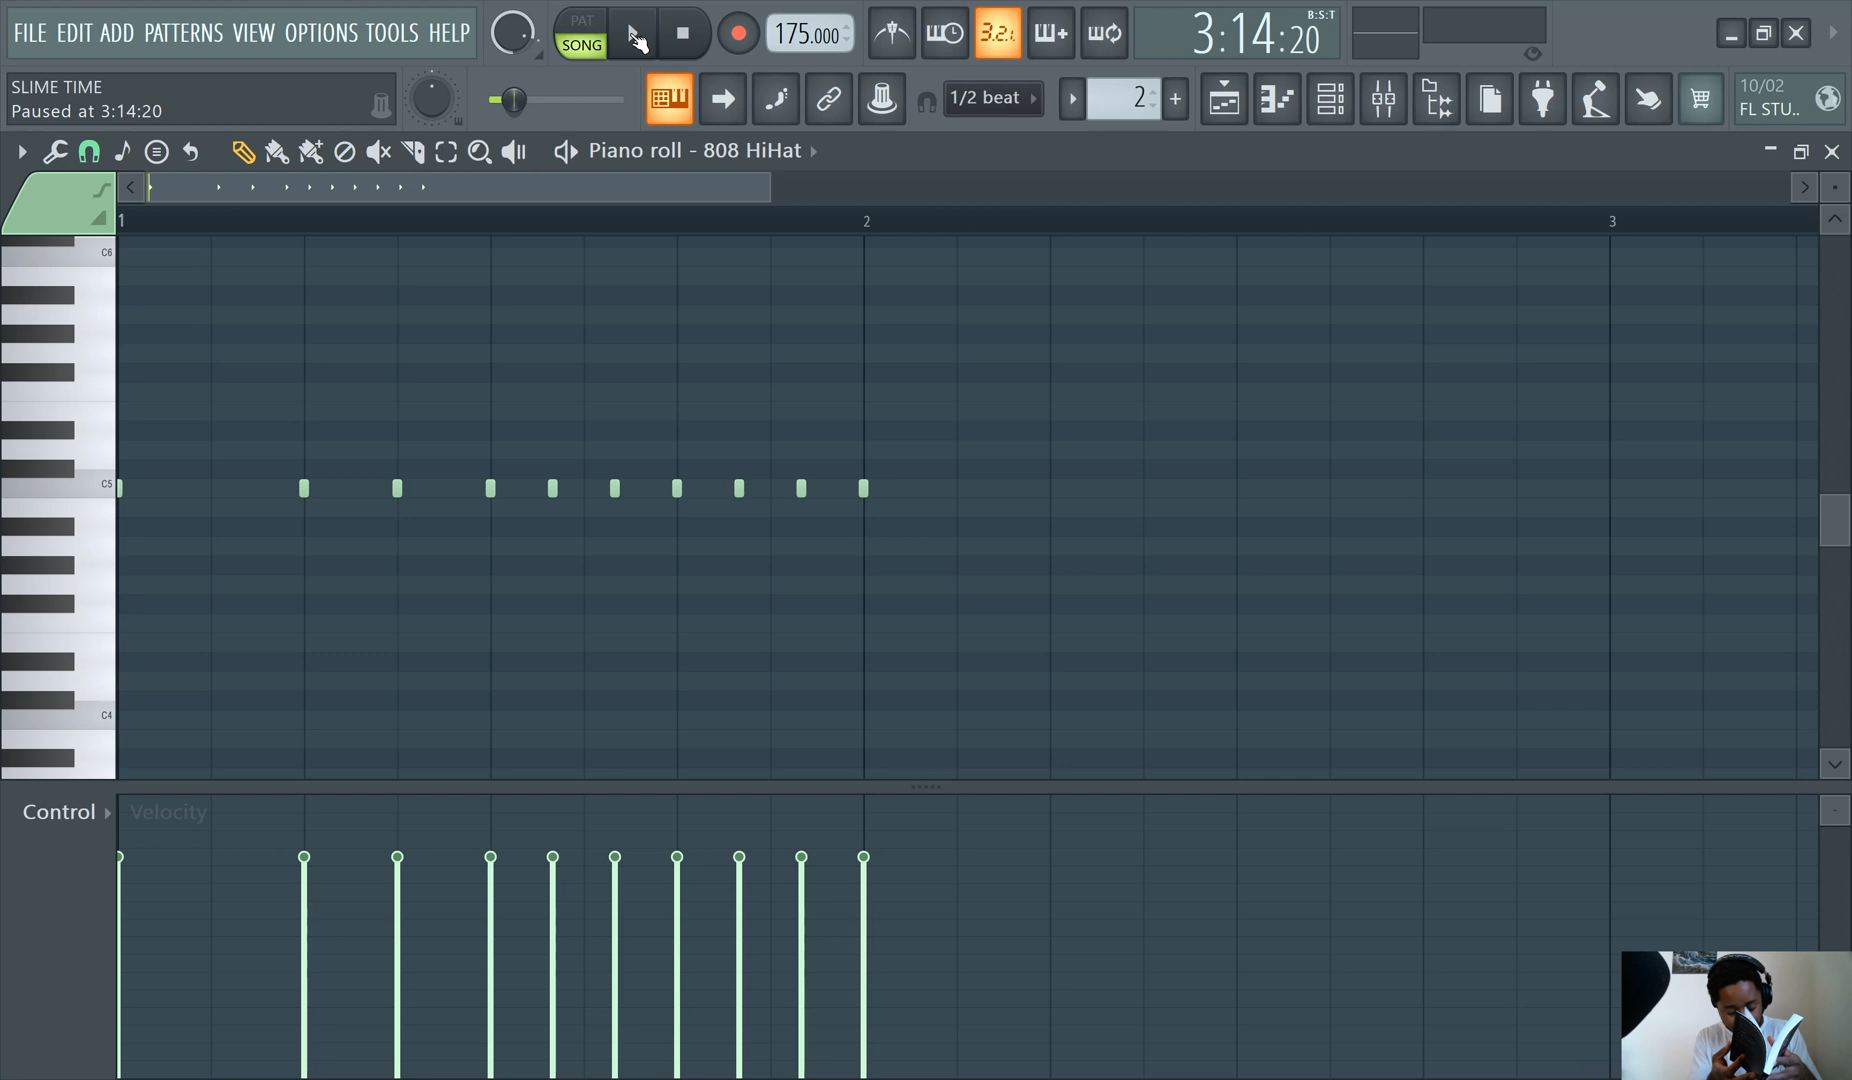 FILE EDIT ADD PATTERNS VIEW OPTIONS TOOLS HELP
PAT
SONG
175.000
3.2.
B:S:T
3:14:20
SLIME TIME
Paused at 3:14:20
1/2 beat
2
10/02
FL STU..
Piano roll - 808 HiHat
1
2
3
C6
C5
C4
Control
Velocity